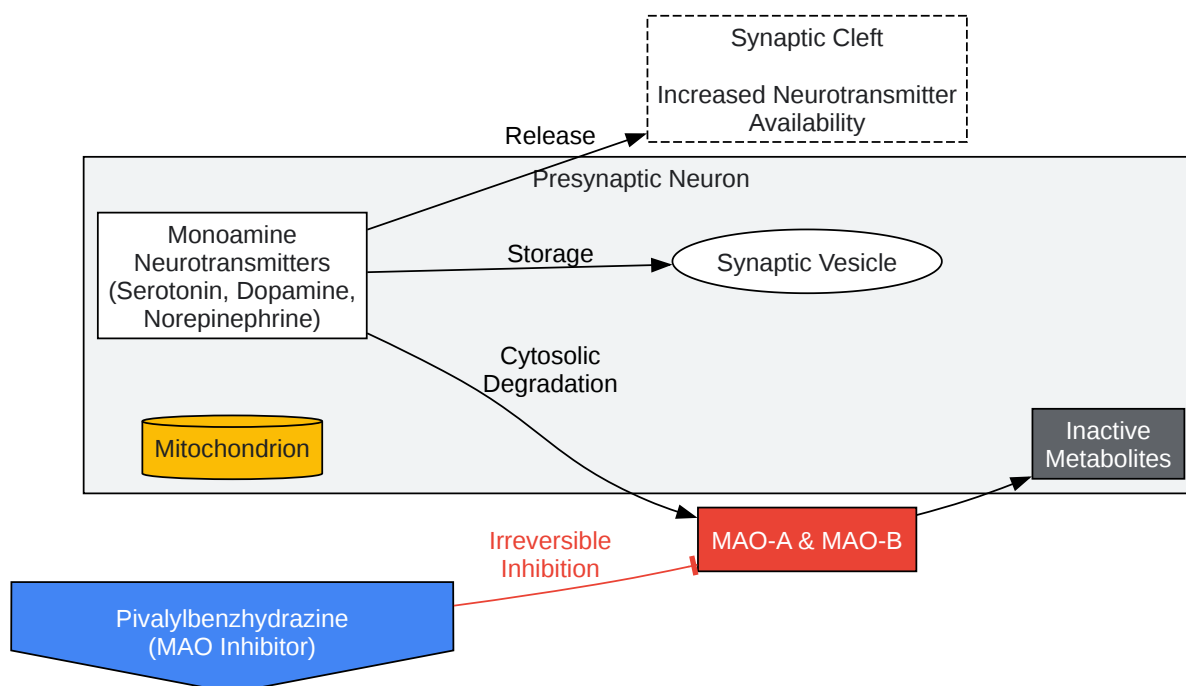 Synaptic Cleft
Increased Neurotransmitter
Availability
Release
Presynaptic Neuron
Monoamine
Neurotransmitters
(Serotonin, Dopamine,
Norepinephrine)
Storage
Synaptic Vesicle
Cytosolic
Degradation
Mitochondrion
Inactive
Metabolites
MAO-A & MAO-B
Irreversible
Inhibition
Pivalylbenzhydrazine
(MAO Inhibitor)